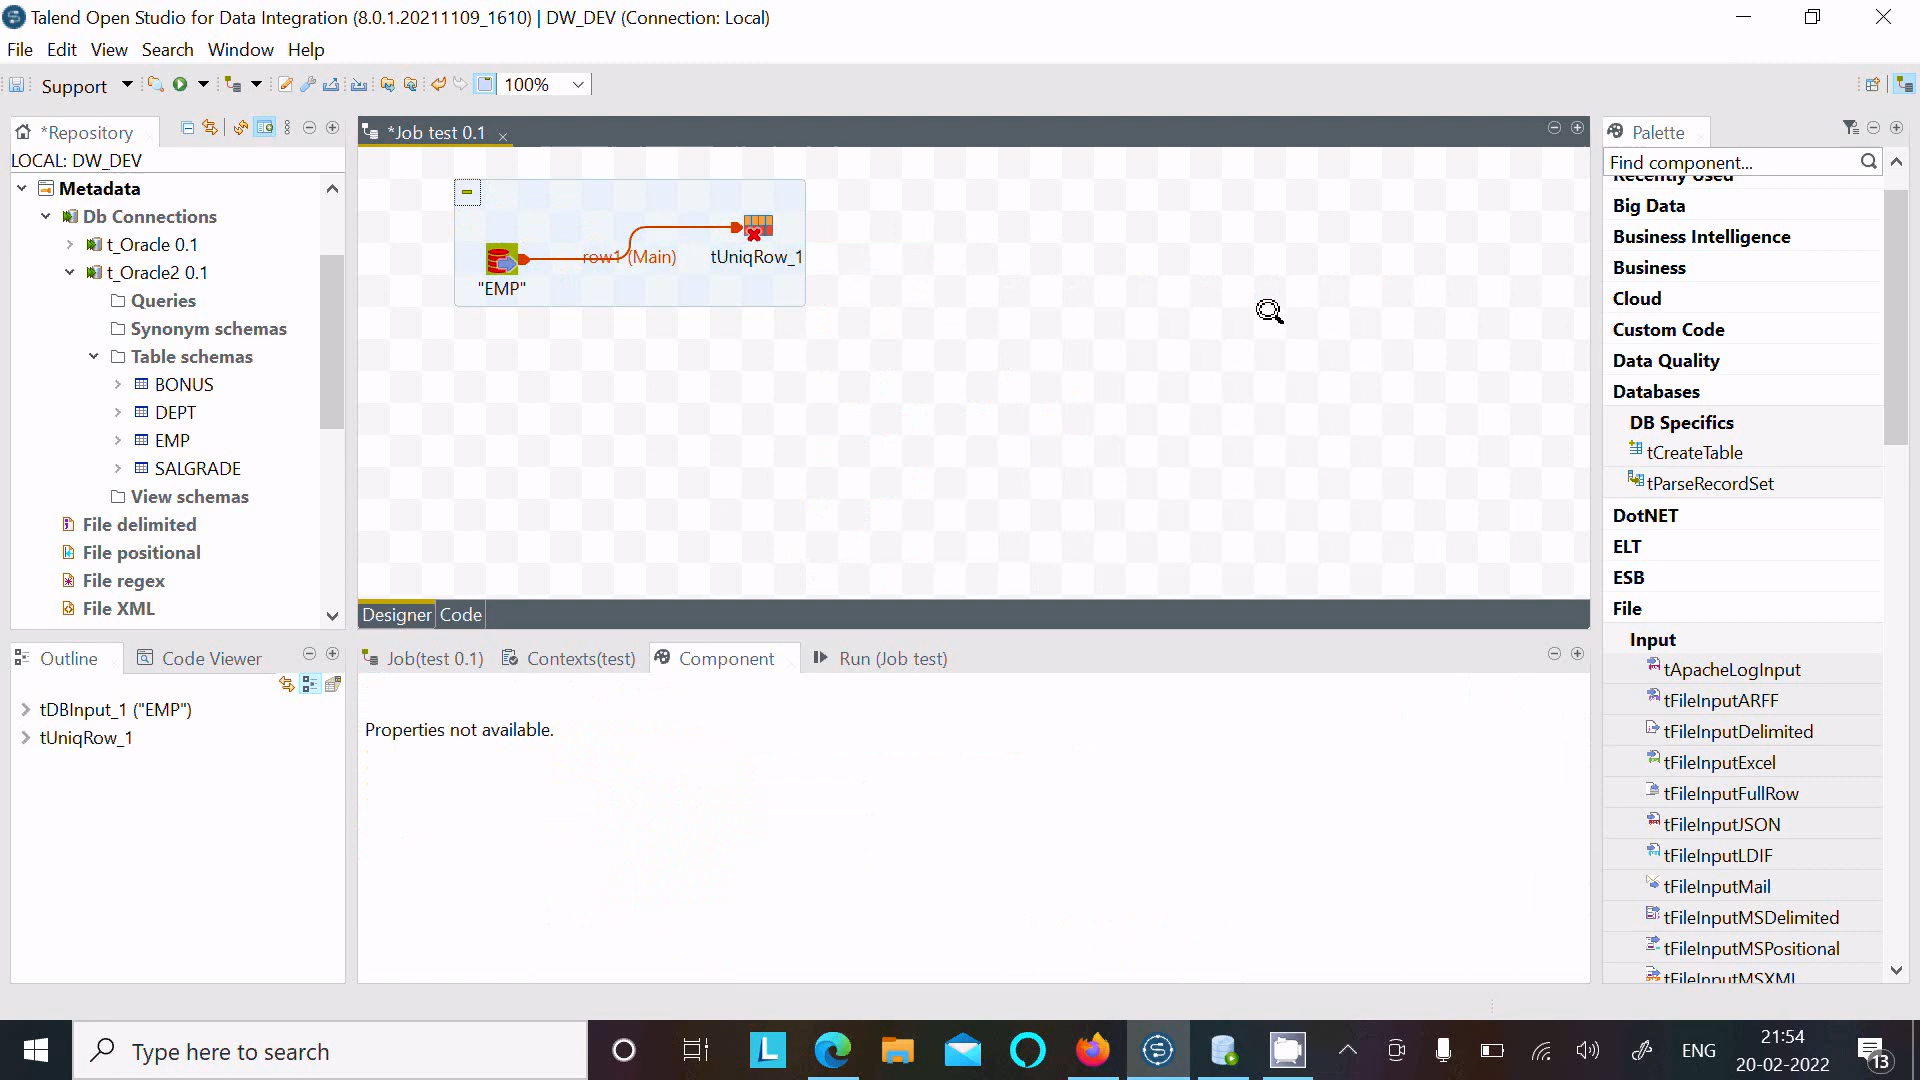 Talend Open Studio for Data Integration (8.0.1.20211109_1610) | DW_DEV (Connection: Local)
File Edit View Search Window Help
Support 100%
*Repository
LOCAL: DW_DEV
Metadata
Db Connections
t_Oracle 0.1
t_Oracle2 0.1
Queries
Synonym schemas
Table schemas
BONUS
DEPT
EMP
SALGRADE
View schemas
File delimited
File positional
File regex
File XML
*Job test 0.1
row1 (Main)
tUniqRow_1
"EMP"
Designer Code
Palette
Find component...
Recently Used
Big Data
Business Intelligence
Business
Cloud
Custom Code
Data Quality
Databases
DB Specifics
tCreateTable
tParseRecordSet
DotNET
ELT
ESB
File
Input
tApacheLogInput
tFileInputARFF
tFileInputDelimited
tFileInputExcel
tFileInputFullRow
tFileInputJSON
tFileInputLDIF
tFileInputMail
tFileInputMSDelimited
tFileInputMSPositional
tFileInputMSXML
Outline Code Viewer
tDBInput_1 ("EMP")
tUniqRow_1
Job(test 0.1) Contexts(test) Component Run (Job test)
Properties not available.
Type here to search
L
ENG
21:54
20-02-2022
13